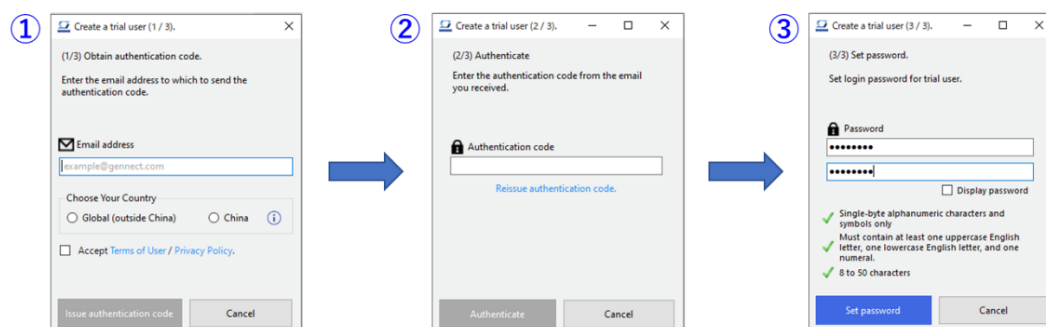 ①
Create a trial user (1 / 3).
(1/3) Obtain authentication code.
Enter the email address to which to send the
authentication code.
Email address
example@gennect.com
Choose Your Country
Global (outside China)
China
Accept Terms of User / Privacy Policy.
Issue authentication code
Cancel
②
Create a trial user (2 / 3).
(2/3) Authenticate
Enter the authentication code from the email
you received.
Authentication code
Reissue authentication code.
Authenticate
Cancel
③
Create a trial user (3 / 3).
(3/3) Set password.
Set login password for trial user.
Password
Display password
Single-byte alphanumeric characters and
symbols only
Must contain at least one uppercase English
letter, one lowercase English letter, and one
numeral.
8 to 50 characters
Set password
Cancel